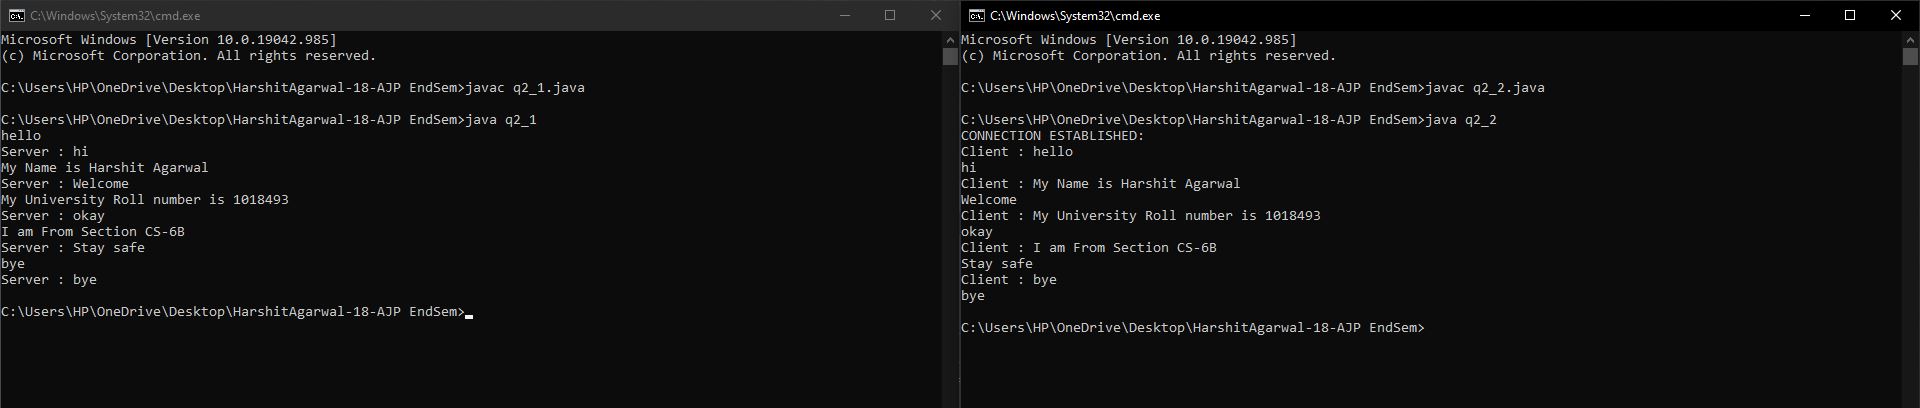 C:\Windows\System32\cmd.exe
Microsoft Windows [Version 10.0.19042.985]
(c) Microsoft Corporation. All rights reserved.
C:\Users\HP\OneDrive\Desktop\HarshitAgarwal-18-AJP EndSem>javac q2_1.java
C:\Users\HP\OneDrive\Desktop\HarshitAgarwal-18-AJP EndSem>java q2_1
hello
Server : hi
My Name is Harshit Agarwal
Server : Welcome
My University Roll number is 1018493
Server : okay
I am From Section CS-6B
Server : Stay safe
bye
Server : bye
C:\Users\HP\OneDrive\Desktop\HarshitAgarwal-18-AJP EndSem>
C:\Windows\System32\cmd.exe
Microsoft Windows [Version 10.0.19042.985]
(c) Microsoft Corporation. All rights reserved.
C:\Users\HP\OneDrive\Desktop\HarshitAgarwal-18-AJP EndSem>javac q2_2.java
C:\Users\HP\OneDrive\Desktop\HarshitAgarwal-18-AJP EndSem>java q2_2
CONNECTION ESTABLISHED:
Client : hello
hi
Client : My Name is Harshit Agarwal
Welcome
Client : My University Roll number is 1018493
okay
Client : I am From Section CS-6B
Stay safe
Client : bye
bye
C:\Users\HP\OneDrive\Desktop\HarshitAgarwal-18-AJP EndSem>